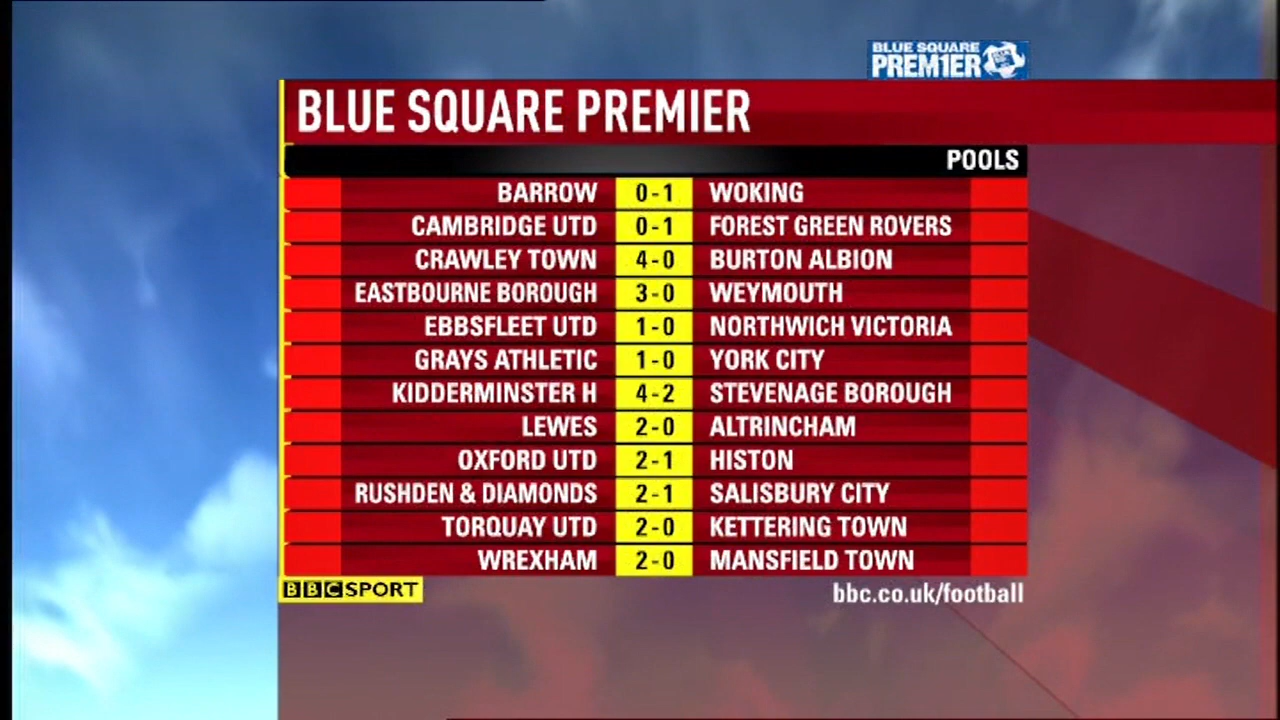 BLUE SQUARE
PREM1ER
BLUE SQUARE PREMIER
POOLS
BARROW 0-1 WOKING
CAMBRIDGE UTD 0-1 FOREST GREEN ROVERS
CRAWLEY TOWN 4-0 BURTON ALBION
EASTBOURNE BOROUGH 3-0 WEYMOUTH
EBBSFLEET UTD 1-0 NORTHWICH VICTORIA
GRAYS ATHLETIC 1-0 YORK CITY
KIDDERMINSTER H 4-2 STEVENAGE BOROUGH
LEWES 2-0 ALTRINCHAM
OXFORD UTD 2-1 HISTON
RUSHDEN & DIAMONDS 2-1 SALISBURY CITY
TORQUAY UTD 2-0 KETTERING TOWN
WREXHAM 2-0 MANSFIELD TOWN
BBC SPORT bbc.co.uk/football